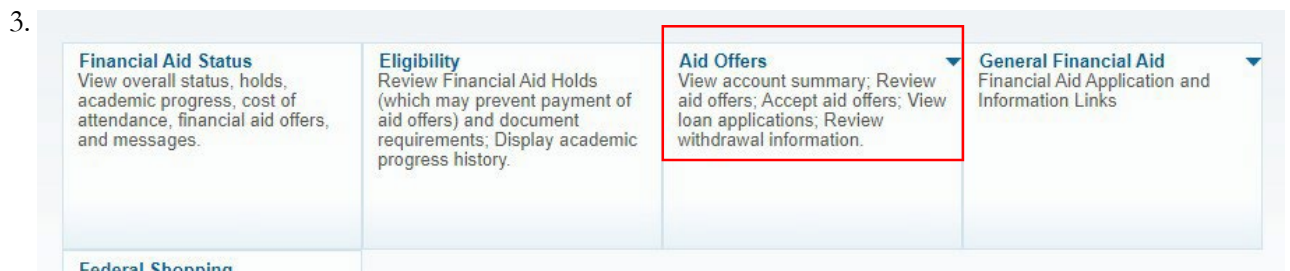 3.
Financial Aid Status
View overall status, holds,
academic progress, cost of
attendance, financial aid offers,
and messages.
Eligibility
Review Financial Aid Holds
(which may prevent payment of
aid offers) and document
requirements; Display academic
progress history.
Aid Offers
View account summary; Review
aid offers; Accept aid offers; View
loan applications; Review
withdrawal information.
General Financial Aid
Financial Aid Application and
Information Links
Federal Shopping